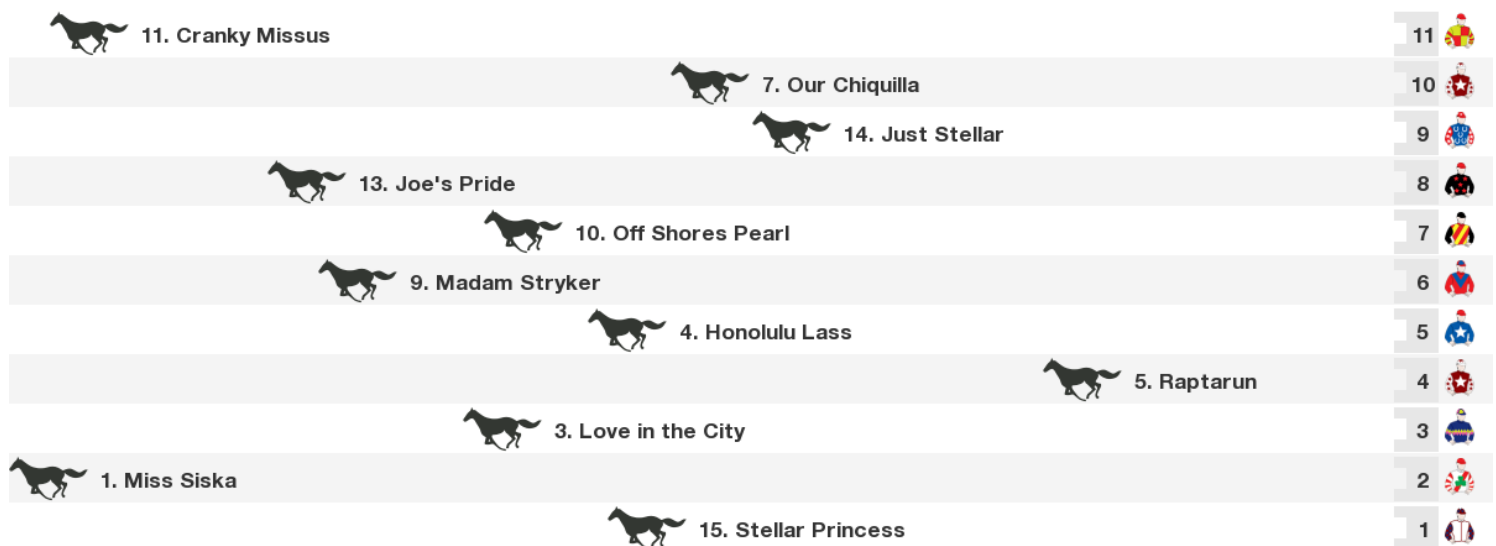 11. Cranky Missus 11
7. Our Chiquilla 10
14. Just Stellar 9
13. Joe's Pride 8
10. Off Shores Pearl 7
9. Madam Stryker 6
4. Honolulu Lass 5
5. Raptarun 4
3. Love in the City 3
1. Miss Siska 2
15. Stellar Princess 1